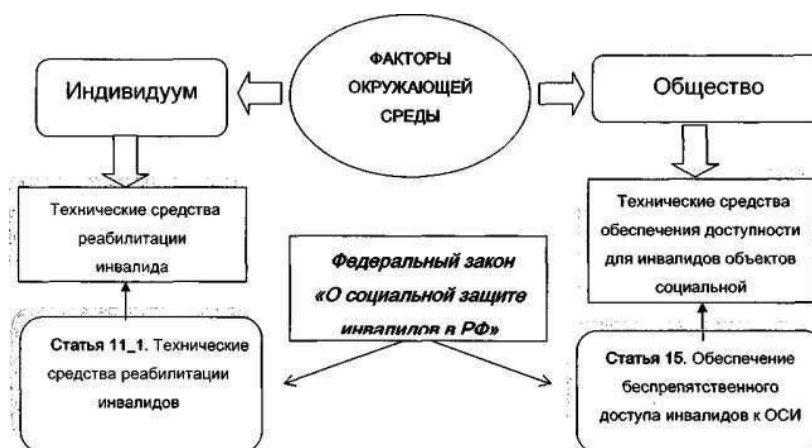 ФАКТОРЫ
ОКРУЖАЮЩЕЙ
СРЕДЫ
Индивидуум
Общество
Технические средства
реабилитации
инвалида
Технические средства
обеспечения доступности
для инвалидов объектов
социальной
Федеральный закон
«О социальной защите
инвалидов в РФ»
Статья 11_1. Технические
средства реабилитации
инвалидов
Статья 15. Обеспечение
беспрепятственного
доступа инвалидов к ОСИ